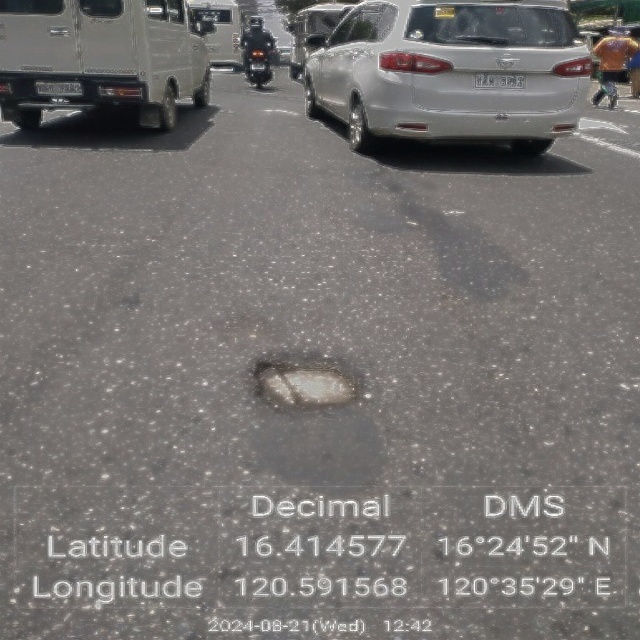 Decimal DMS
Latitude 16.414577 16°24'52" N
Longitude 120.591568 120°35'29" E
2024-08-21(Wed) 12:42